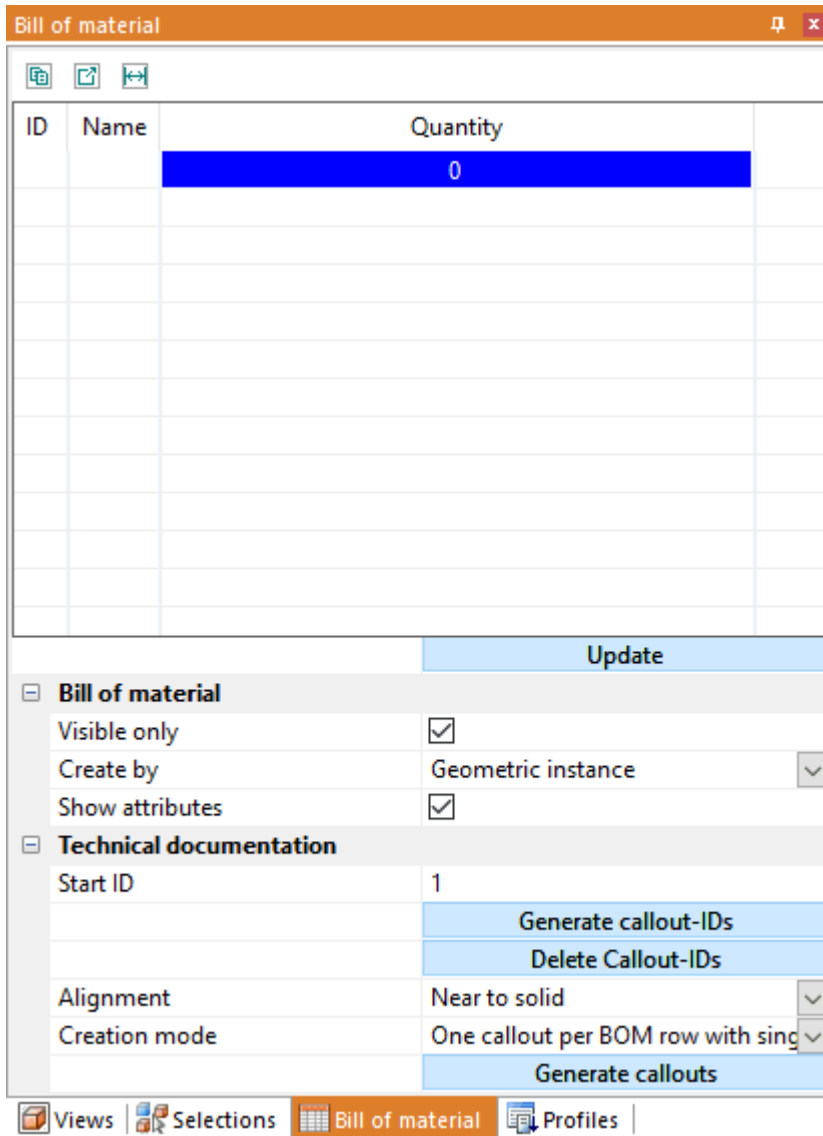 Bill of material
ID Name Quantity
0
Update
Bill of material
Visible only
Create by Geometric instance
Show attributes
Technical documentation
Start ID 1
Generate callout-IDs
Delete Callout-IDs
Alignment Near to solid
Creation mode One callout per BOM row with sing
Generate callouts
Views Selections Bill of material Profiles